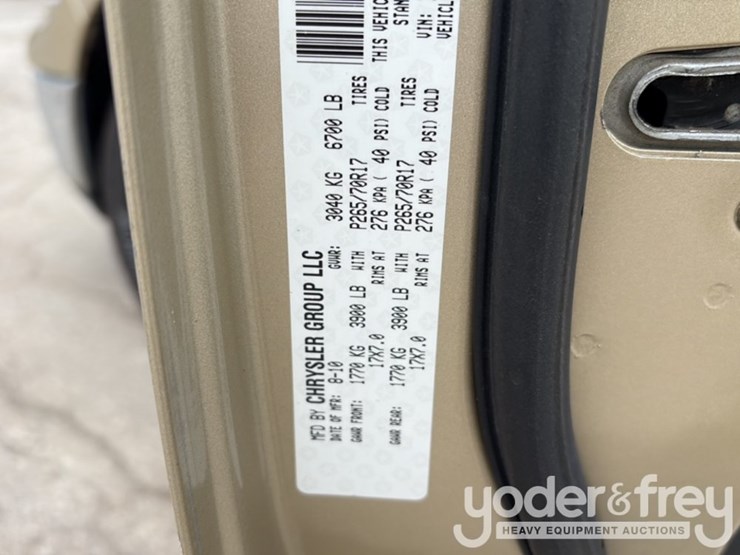 MFD BY CHRYSLER GROUP LLC
DATE OF MFR: 8-10 GVWR: 3040 KG 6700 LB
GAWR FRONT: 1770 KG 3900 LB WITH P265/70R17 TIRES
17X7.0 RIMS AT 276 KPA ( 40 PSI) COLD
GAWR REAR: 1770 KG 3900 LB WITH P265/70R17 TIRES
17X7.0 RIMS AT 276 KPA ( 40 PSI) COLD
THIS VEHIC
STAN
VIN:
VEHICL
yoder&frey
HEAVY EQUIPMENT AUCTIONS